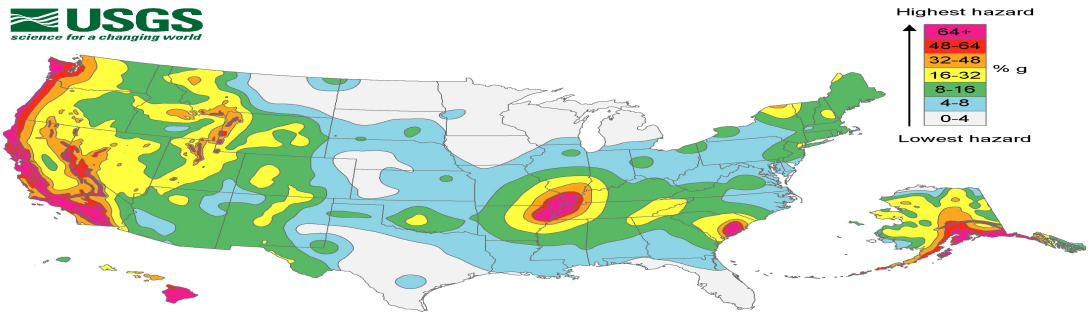 USGS
science for a changing world
Highest hazard
64+
48-64
32-48
16-32
8-16
4-8
0-4
% g
Lowest hazard